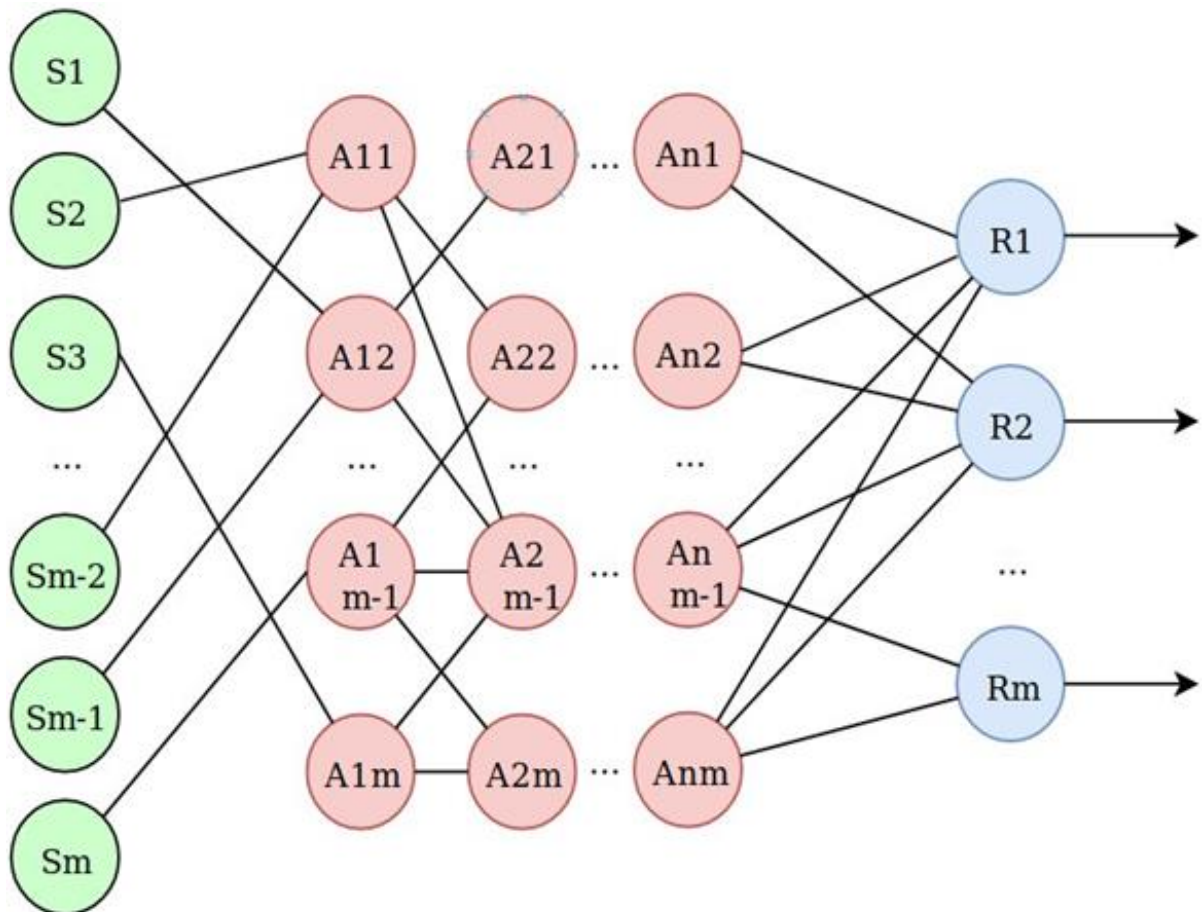 S1
S2
S3
...
Sm-2
Sm-1
Sm
A11
A12
...
A1
m-1
A1m
A21
A22
...
A2
m-1
A2m
...
...
...
...
An1
An2
...
An
m-1
Anm
R1
R2
...
Rm